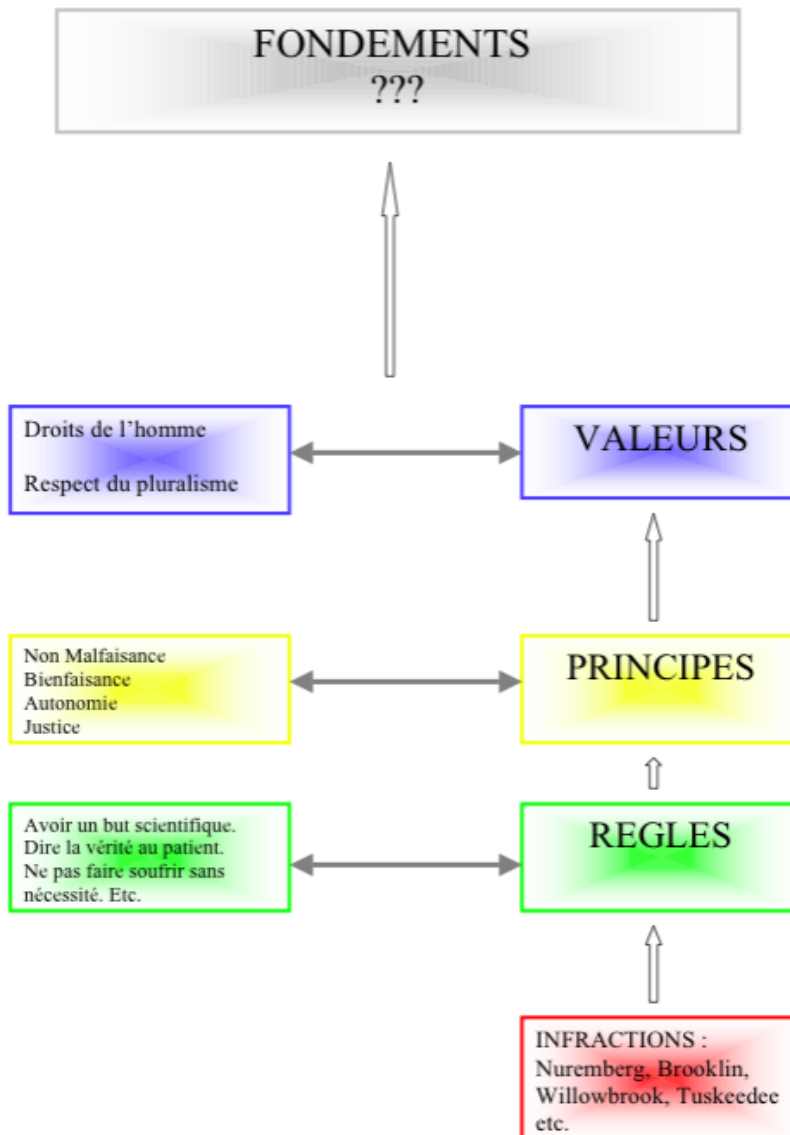 FONDEMENTS
???
Droits de l'homme
Respect du pluralisme
VALEURS
Non Malfaisance
Bienfaisance
Autonomie
Justice
PRINCIPES
Avoir un but scientifique.
Dire la vérité au patient.
Ne pas faire soufrir sans
nécessité. Etc.
REGLES
INFRACTIONS :
Nuremberg, Brooklin,
Willowbrook, Tuskeedee
etc.